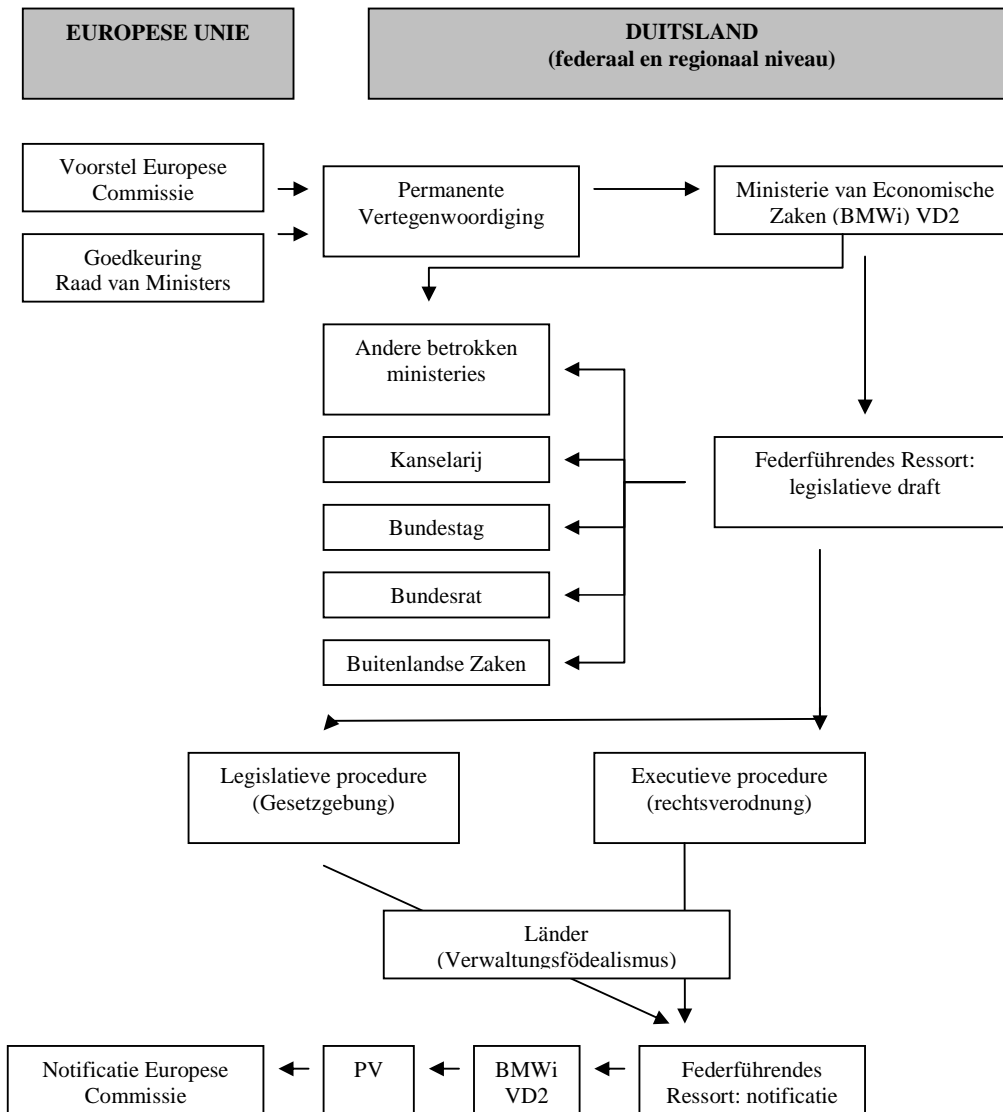 EUROPESE UNIE
DUITSLAND
(federaal en regionaal niveau)
Voorstel Europese
Commissie
Permanente
Vertegenwoordiging
Ministerie van Economische
Zaken (BMWi) VD2
Goedkeuring
Raad van Ministers
Andere betrokken
ministeries
Kanselarij
Federführendes Ressort:
legislatieve draft
Bundestag
Bundesrat
Buitenlandse Zaken
Legislatieve procedure
(Gesetzgebung)
Executieve procedure
(rechtsverodnung)
Länder
(Verwaltungsfödealismus)
Notificatie Europese
Commissie
PV
BMWi
VD2
Federführendes
Ressort: notificatie